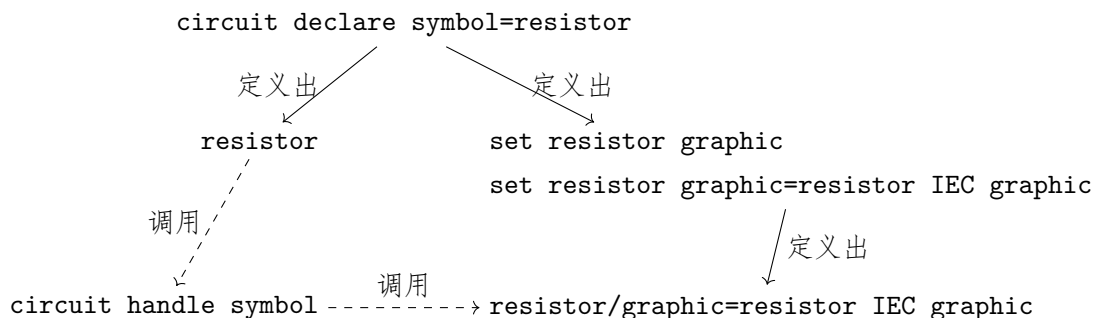 circuit declare symbol=resistor
定义出 定义出
resistor set resistor graphic
set resistor graphic=resistor IEC graphic
调用 定义出
调用
circuit handle symbol resistor/graphic=resistor IEC graphic